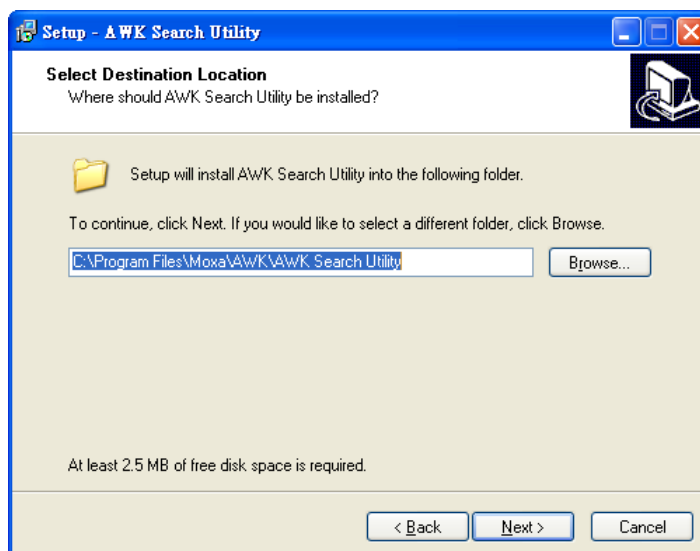 Setup - AWK Search Utility
Select Destination Location
Where should AWK Search Utility be installed?
Setup will install AWK Search Utility into the following folder.
To continue, click Next. If you would like to select a different folder, click Browse.
C:\Program Files\Moxa\AWK\AWK Search Utility
Browse...
At least 2.5 MB of free disk space is required.
< Back
Next >
Cancel